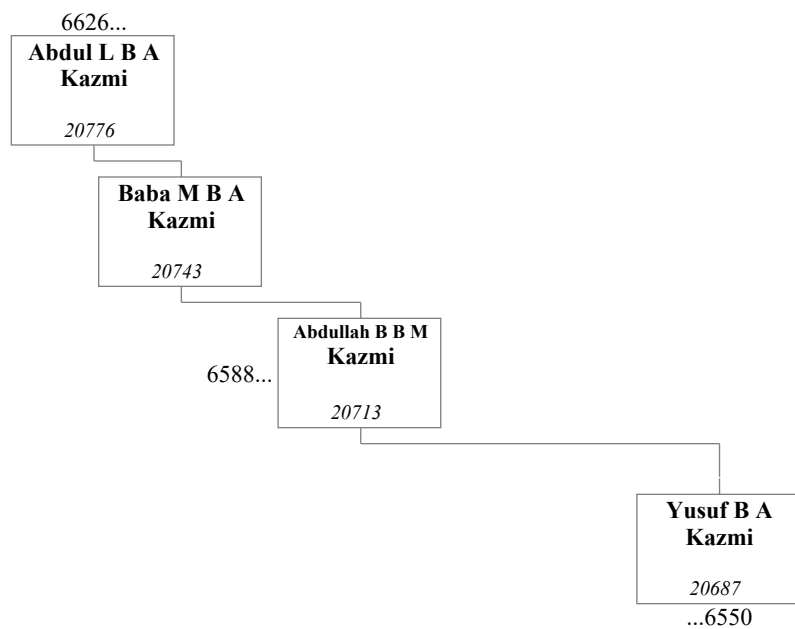 6626...
Abdul L B A
Kazmi
20776
Baba M B A
Kazmi
20743
Abdullah B B M
Kazmi
6588...
20713
Yusuf B A
Kazmi
20687
...6550